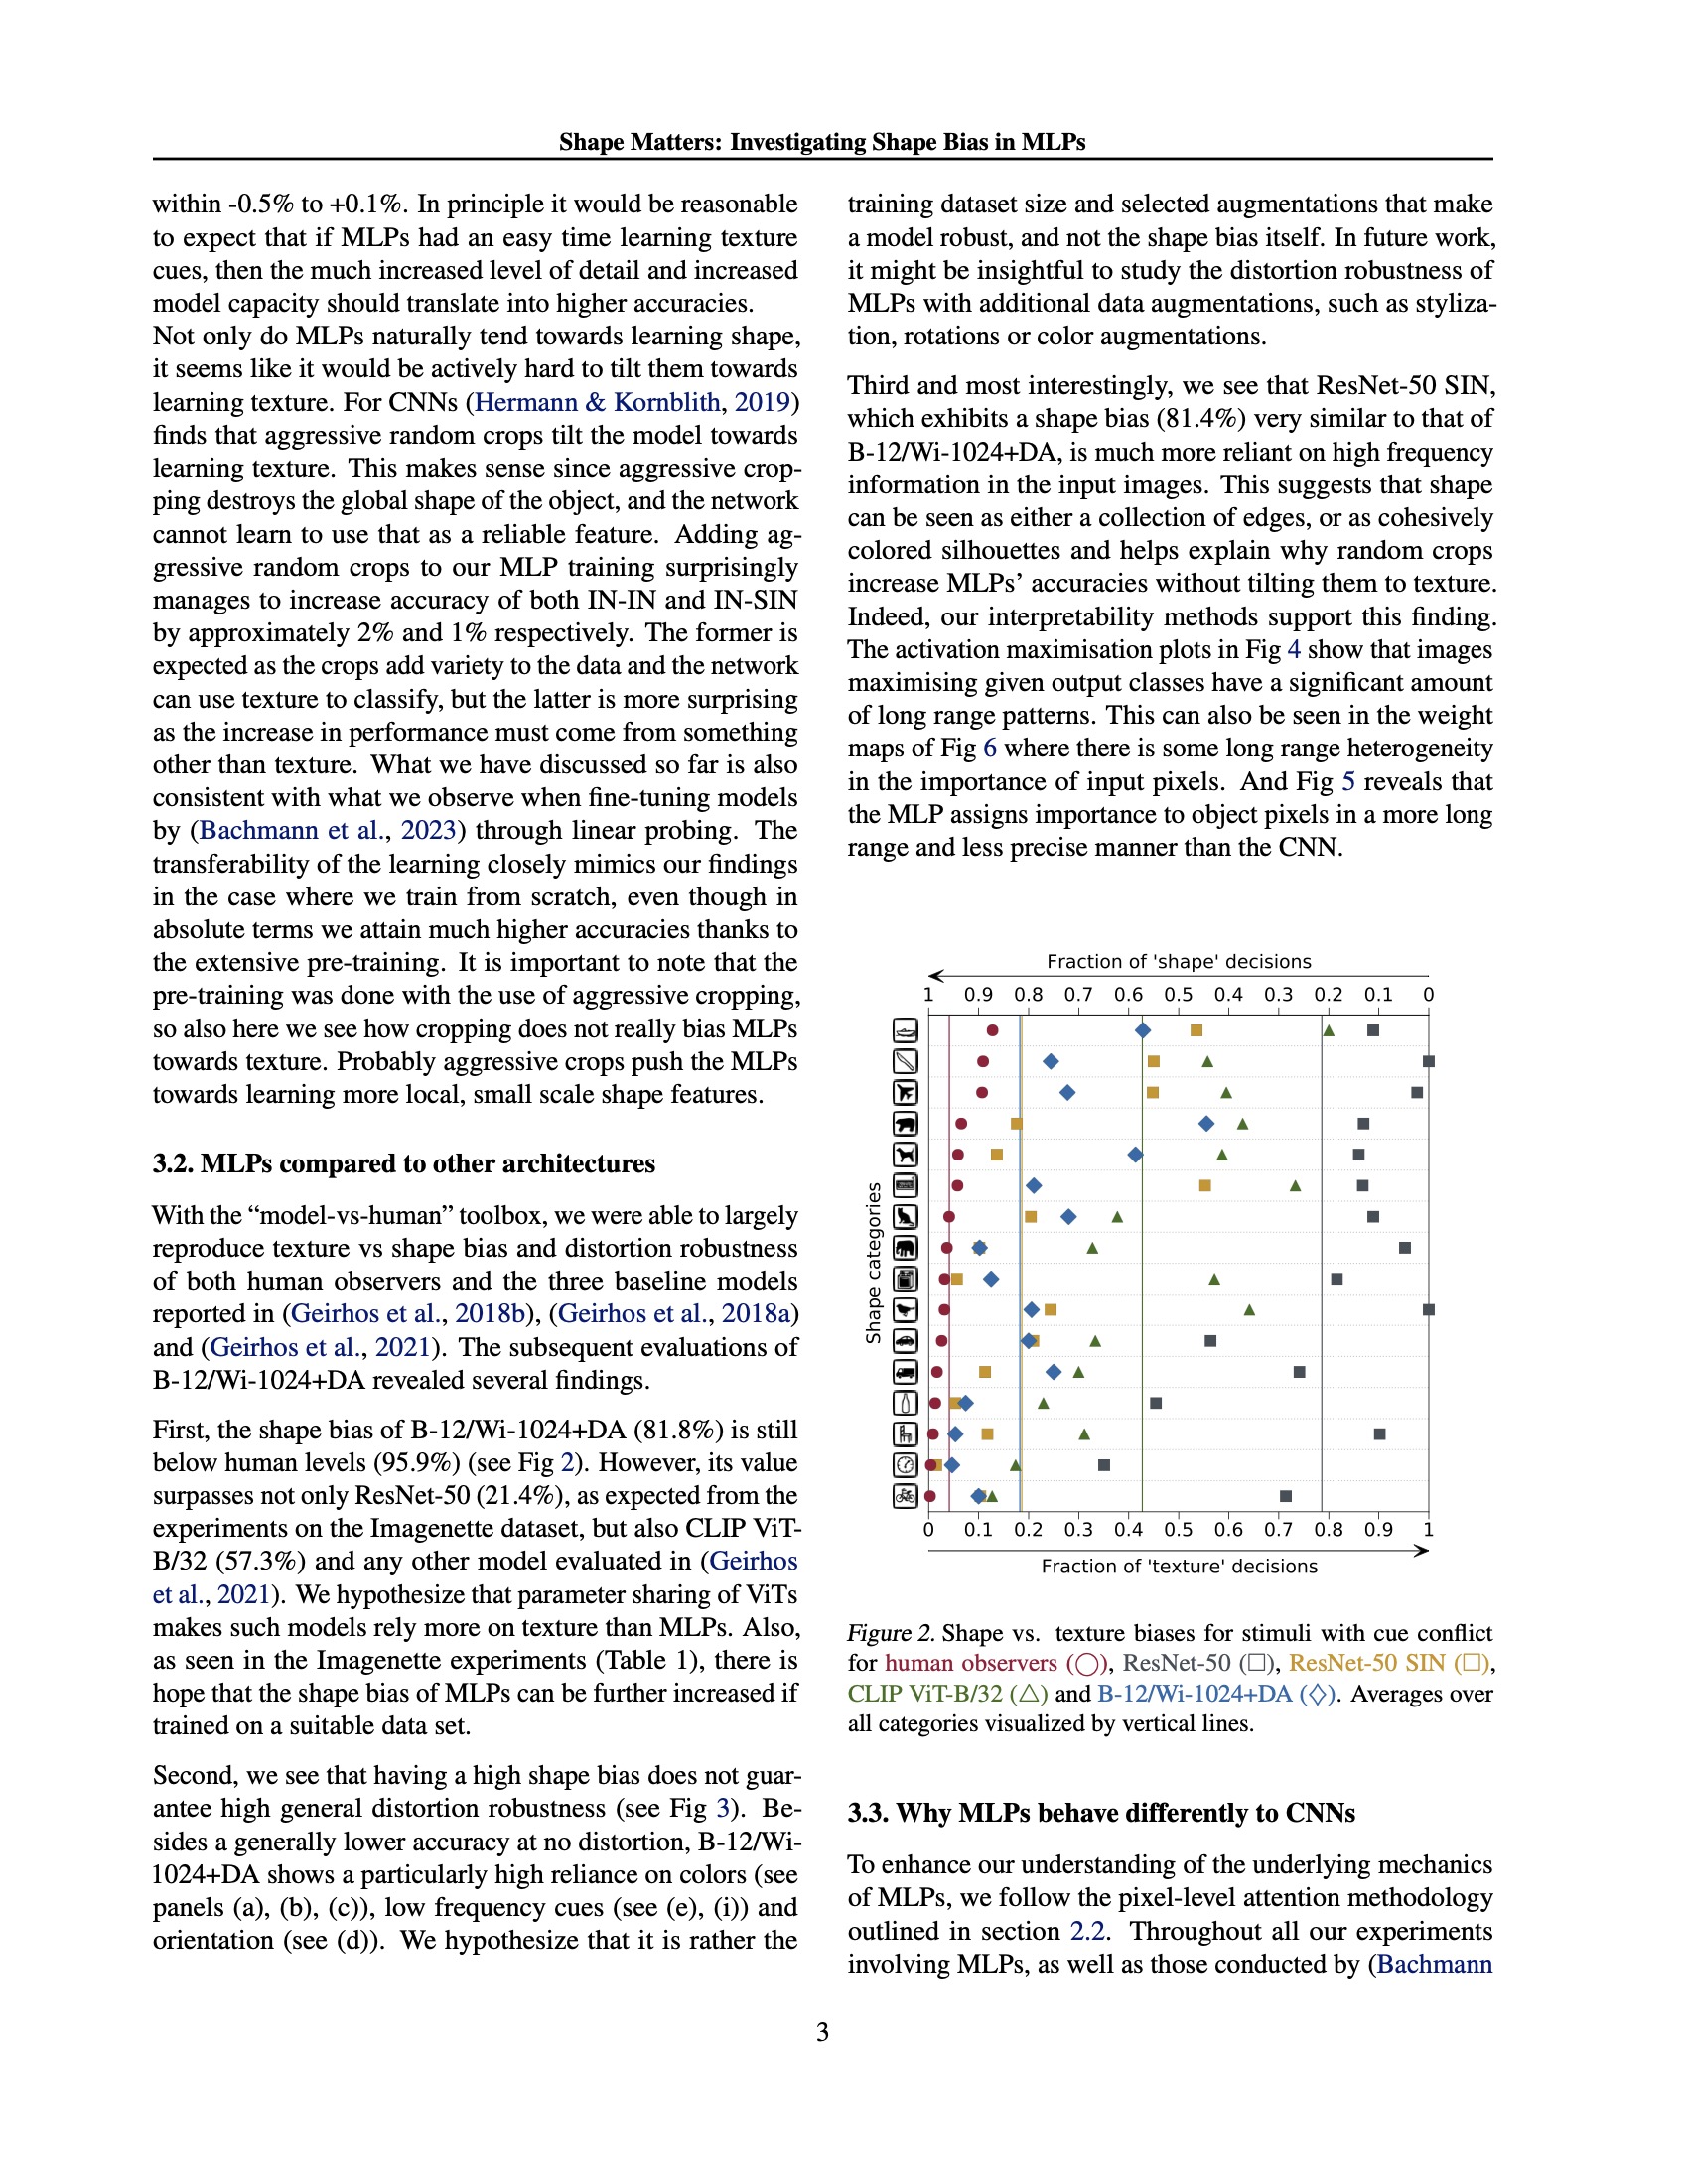 Shape Matters: Investigating Shape Bias in MLPs
within -0.5% to +0.1%. In principle it would be reasonable
to expect that if MLPs had an easy time learning texture
cues, then the much increased level of detail and increased
model capacity should translate into higher accuracies.
Not only do MLPs naturally tend towards learning shape,
it seems like it would be actively hard to tilt them towards
learning texture. For CNNs (Hermann & Kornblith, 2019)
finds that aggressive random crops tilt the model towards
learning texture. This makes sense since aggressive crop-
ping destroys the global shape of the object, and the network
cannot learn to use that as a reliable feature. Adding ag-
gressive random crops to our MLP training surprisingly
manages to increase accuracy of both IN-IN and IN-SIN
by approximately 2% and 1% respectively. The former is
expected as the crops add variety to the data and the network
can use texture to classify, but the latter is more surprising
as the increase in performance must come from something
other than texture. What we have discussed so far is also
consistent with what we observe when fine-tuning models
by (Bachmann et al., 2023) through linear probing. The
transferability of the learning closely mimics our findings
in the case where we train from scratch, even though in
absolute terms we attain much higher accuracies thanks to
the extensive pre-training. It is important to note that the
pre-training was done with the use of aggressive cropping,
so also here we see how cropping does not really bias MLPs
towards texture. Probably aggressive crops push the MLPs
towards learning more local, small scale shape features.
3.2. MLPs compared to other architectures
With the “model-vs-human” toolbox, we were able to largely
reproduce texture vs shape bias and distortion robustness
of both human observers and the three baseline models
reported in (Geirhos et al., 2018b), (Geirhos et al., 2018a)
and (Geirhos et al., 2021). The subsequent evaluations of
B-12/Wi-1024+DA revealed several findings.
First, the shape bias of B-12/Wi-1024+DA (81.8%) is still
below human levels (95.9%) (see Fig 2). However, its value
surpasses not only ResNet-50 (21.4%), as expected from the
experiments on the Imagenette dataset, but also CLIP ViT-
B/32 (57.3%) and any other model evaluated in (Geirhos
et al., 2021). We hypothesize that parameter sharing of ViTs
makes such models rely more on texture than MLPs. Also,
as seen in the Imagenette experiments (Table 1), there is
hope that the shape bias of MLPs can be further increased if
trained on a suitable data set.
Second, we see that having a high shape bias does not guar-
antee high general distortion robustness (see Fig 3). Be-
sides a generally lower accuracy at no distortion, B-12/Wi-
1024+DA shows a particularly high reliance on colors (see
panels (a), (b), (c)), low frequency cues (see (e), (i)) and
orientation (see (d)). We hypothesize that it is rather the
training dataset size and selected augmentations that make
a model robust, and not the shape bias itself. In future work,
it might be insightful to study the distortion robustness of
MLPs with additional data augmentations, such as styliza-
tion, rotations or color augmentations.
Third and most interestingly, we see that ResNet-50 SIN,
which exhibits a shape bias (81.4%) very similar to that of
B-12/Wi-1024+DA, is much more reliant on high frequency
information in the input images. This suggests that shape
can be seen as either a collection of edges, or as cohesively
colored silhouettes and helps explain why random crops
increase MLPs’ accuracies without tilting them to texture.
Indeed, our interpretability methods support this finding.
The activation maximisation plots in Fig 4 show that images
maximising given output classes have a significant amount
of long range patterns. This can also be seen in the weight
maps of Fig 6 where there is some long range heterogeneity
in the importance of input pixels. And Fig 5 reveals that
the MLP assigns importance to object pixels in a more long
range and less precise manner than the CNN.
Fraction of 'shape' decisions
1 0.9 0.8 0.7 0.6 0.5 0.4 0.3 0.2 0.1 0
Shape categories
0 0.1 0.2 0.3 0.4 0.5 0.6 0.7 0.8 0.9 1
Fraction of 'texture' decisions
Figure 2. Shape vs. texture biases for stimuli with cue conflict
for human observers (○), ResNet-50 (□), ResNet-50 SIN (□),
CLIP ViT-B/32 (△) and B-12/Wi-1024+DA (◇). Averages over
all categories visualized by vertical lines.
3.3. Why MLPs behave differently to CNNs
To enhance our understanding of the underlying mechanics
of MLPs, we follow the pixel-level attention methodology
outlined in section 2.2. Throughout all our experiments
involving MLPs, as well as those conducted by (Bachmann
3